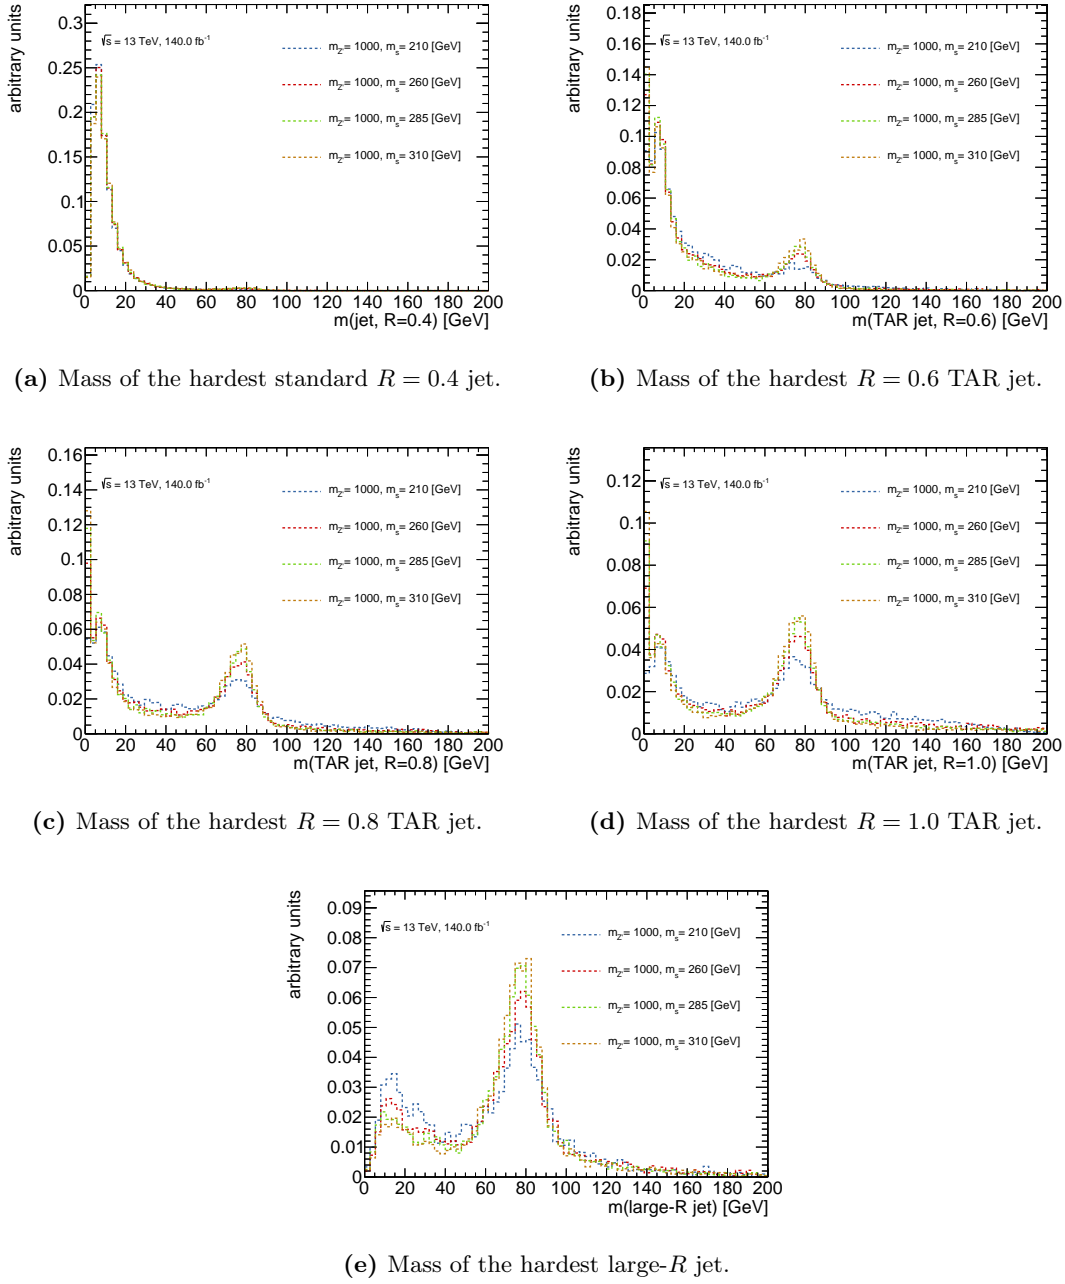 arbitrary units
0.3
0.25
0.2
0.15
0.1
0.05
0
√s = 13 TeV, 140.0 fb⁻¹
m_Z'= 1000, m_s= 210 [GeV]
m_Z'= 1000, m_s= 260 [GeV]
m_Z'= 1000, m_s= 285 [GeV]
m_Z'= 1000, m_s= 310 [GeV]
0 20 40 60 80 100 120 140 160 180 200
m(jet, R=0.4) [GeV]
(a) Mass of the hardest standard R = 0.4 jet.
arbitrary units
0.18
0.16
0.14
0.12
0.1
0.08
0.06
0.04
0.02
0
√s = 13 TeV, 140.0 fb⁻¹
m_Z'= 1000, m_s= 210 [GeV]
m_Z'= 1000, m_s= 260 [GeV]
m_Z'= 1000, m_s= 285 [GeV]
m_Z'= 1000, m_s= 310 [GeV]
0 20 40 60 80 100 120 140 160 180 200
m(TAR jet, R=0.6) [GeV]
(b) Mass of the hardest R = 0.6 TAR jet.
arbitrary units
0.16
0.14
0.12
0.1
0.08
0.06
0.04
0.02
0
√s = 13 TeV, 140.0 fb⁻¹
m_Z'= 1000, m_s= 210 [GeV]
m_Z'= 1000, m_s= 260 [GeV]
m_Z'= 1000, m_s= 285 [GeV]
m_Z'= 1000, m_s= 310 [GeV]
0 20 40 60 80 100 120 140 160 180 200
m(TAR jet, R=0.8) [GeV]
(c) Mass of the hardest R = 0.8 TAR jet.
arbitrary units
0.12
0.1
0.08
0.06
0.04
0.02
0
√s = 13 TeV, 140.0 fb⁻¹
m_Z'= 1000, m_s= 210 [GeV]
m_Z'= 1000, m_s= 260 [GeV]
m_Z'= 1000, m_s= 285 [GeV]
m_Z'= 1000, m_s= 310 [GeV]
0 20 40 60 80 100 120 140 160 180 200
m(TAR jet, R=1.0) [GeV]
(d) Mass of the hardest R = 1.0 TAR jet.
arbitrary units
0.09
0.08
0.07
0.06
0.05
0.04
0.03
0.02
0.01
0
√s = 13 TeV, 140.0 fb⁻¹
m_Z'= 1000, m_s= 210 [GeV]
m_Z'= 1000, m_s= 260 [GeV]
m_Z'= 1000, m_s= 285 [GeV]
m_Z'= 1000, m_s= 310 [GeV]
0 20 40 60 80 100 120 140 160 180 200
m(large-R jet) [GeV]
(e) Mass of the hardest large-R jet.